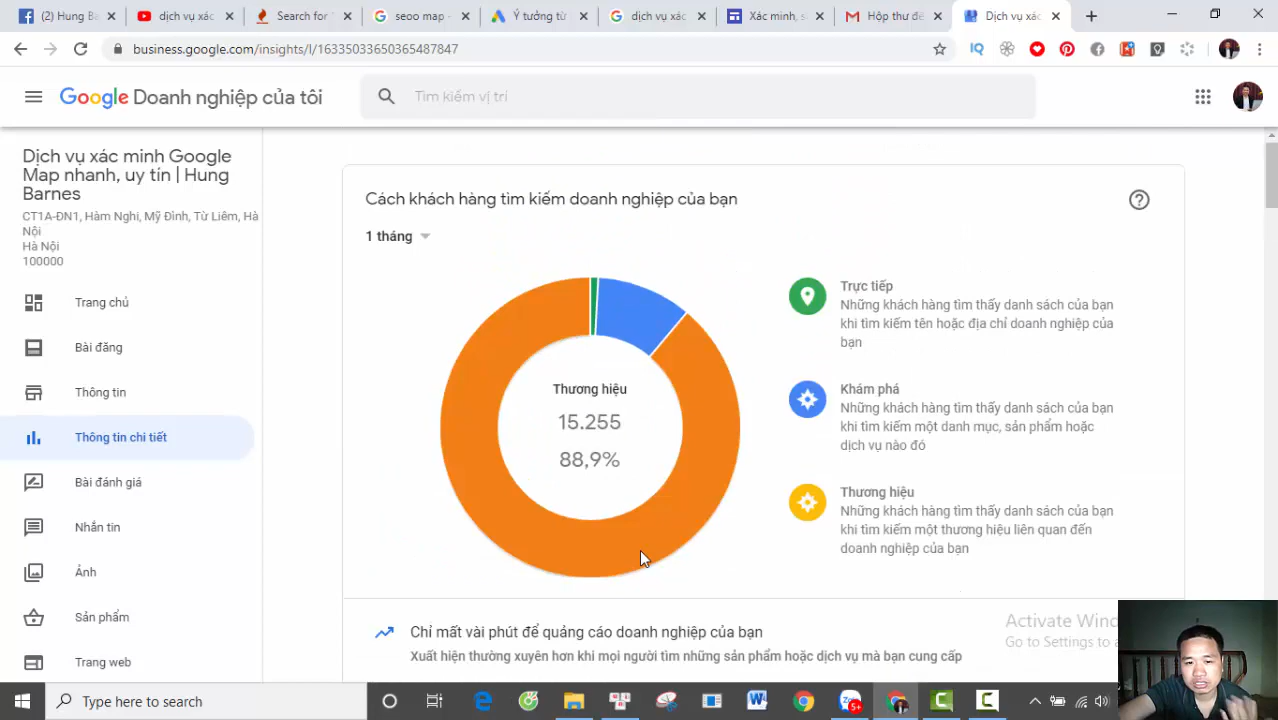 (2) Hung Ba
dịch vụ xác
Search for
seoo map -
Ý tưởng từ
dịch vụ xác
Xác minh, s
Hộp thư đế
Dịch vụ xác
business.google.com/insights/l/16335033650365487847
IQ
Google Doanh nghiệp của tôi
Tìm kiếm vị trí
Dịch vụ xác minh Google
Map nhanh, uy tín | Hung
Barnes
CT1A-ĐN1, Hàm Nghi, Mỹ Đình, Từ Liêm, Hà
Nội
Hà Nội
100000
Trang chủ
Bài đăng
Thông tin
Thông tin chi tiết
Bài đánh giá
Nhắn tin
Ảnh
Sản phẩm
Trang web
Cách khách hàng tìm kiếm doanh nghiệp của bạn
1 tháng
Thương hiệu
15.255
88,9%
Trực tiếp
Những khách hàng tìm thấy danh sách của bạn
khi tìm kiếm tên hoặc địa chỉ doanh nghiệp của
bạn
Khám phá
Những khách hàng tìm thấy danh sách của bạn
khi tìm kiếm một danh mục, sản phẩm hoặc
dịch vụ nào đó
Thương hiệu
Những khách hàng tìm thấy danh sách của bạn
khi tìm kiếm một thương hiệu liên quan đến
doanh nghiệp của bạn
Chỉ mất vài phút để quảng cáo doanh nghiệp của bạn
Xuất hiện thường xuyên hơn khi mọi người tìm những sản phẩm hoặc dịch vụ mà bạn cung cấp
Activate Wind
Go to Settings to a
Type here to search
5+